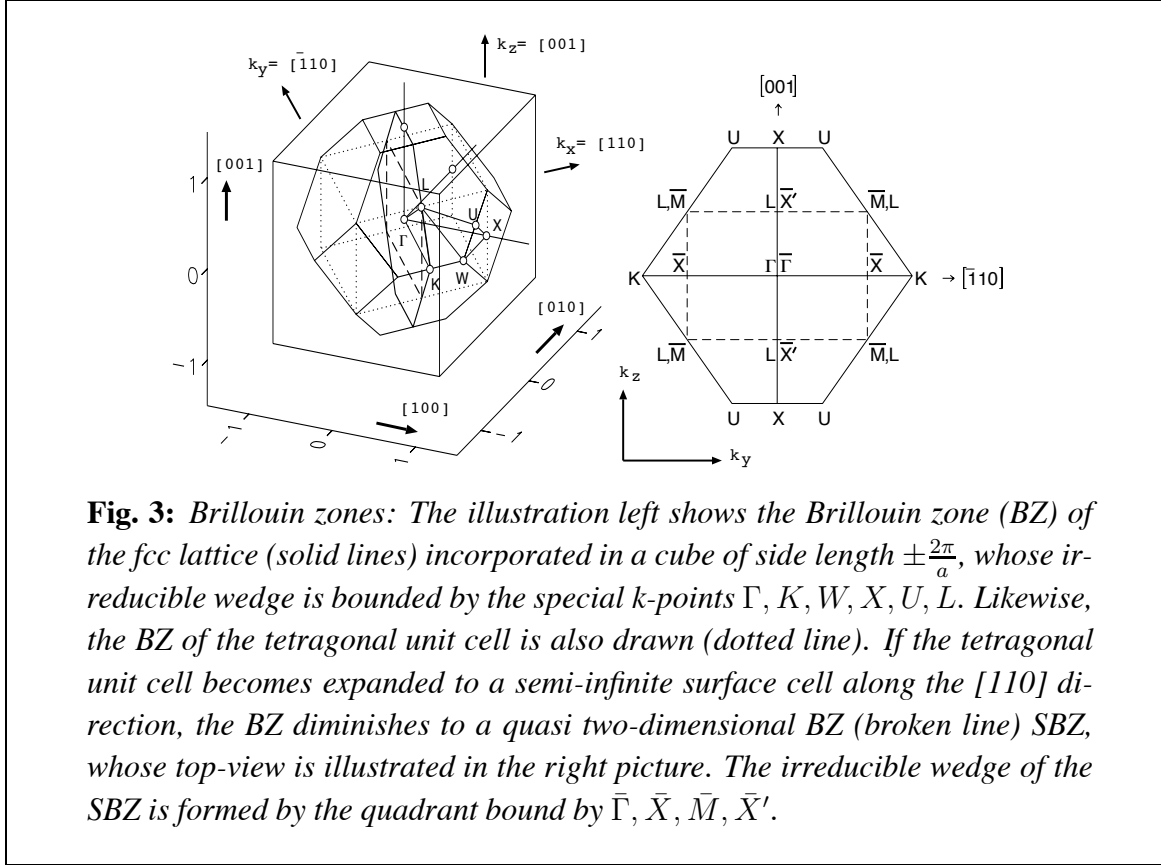 k_z= [001]
k_y= [1̄10]
[001]
↑
U X U
k_x= [110]
[001]
1
L
L,M̄ L X̄′ M̄,L
U
X
Γ
X̄ Γ Γ̄ X̄
0
K W
K K → [1̄10]
[010]
1
L,M̄ L X̄′ M̄,L
−1
0
k_z
[100]
U X U
−1
0
1
−1
k_y
Fig. 3: Brillouin zones: The illustration left shows the Brillouin zone (BZ) of
the fcc lattice (solid lines) incorporated in a cube of side length ±2π/a, whose ir-
reducible wedge is bounded by the special k-points Γ, K, W, X, U, L. Likewise,
the BZ of the tetragonal unit cell is also drawn (dotted line). If the tetragonal
unit cell becomes expanded to a semi-infinite surface cell along the [110] di-
rection, the BZ diminishes to a quasi two-dimensional BZ (broken line) SBZ,
whose top-view is illustrated in the right picture. The irreducible wedge of the
SBZ is formed by the quadrant bound by Γ̄, X̄, M̄, X̄′.